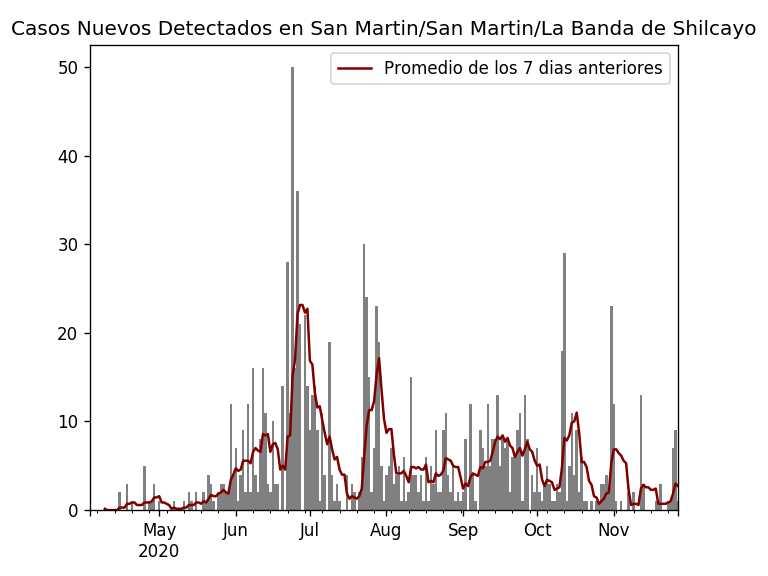 Casos Nuevos Detectados en San Martin/San Martin/La Banda de Shilcayo
Promedio de los 7 dias anteriores
50
40
30
20
10
0
May Jun Jul Aug Sep Oct Nov
2020